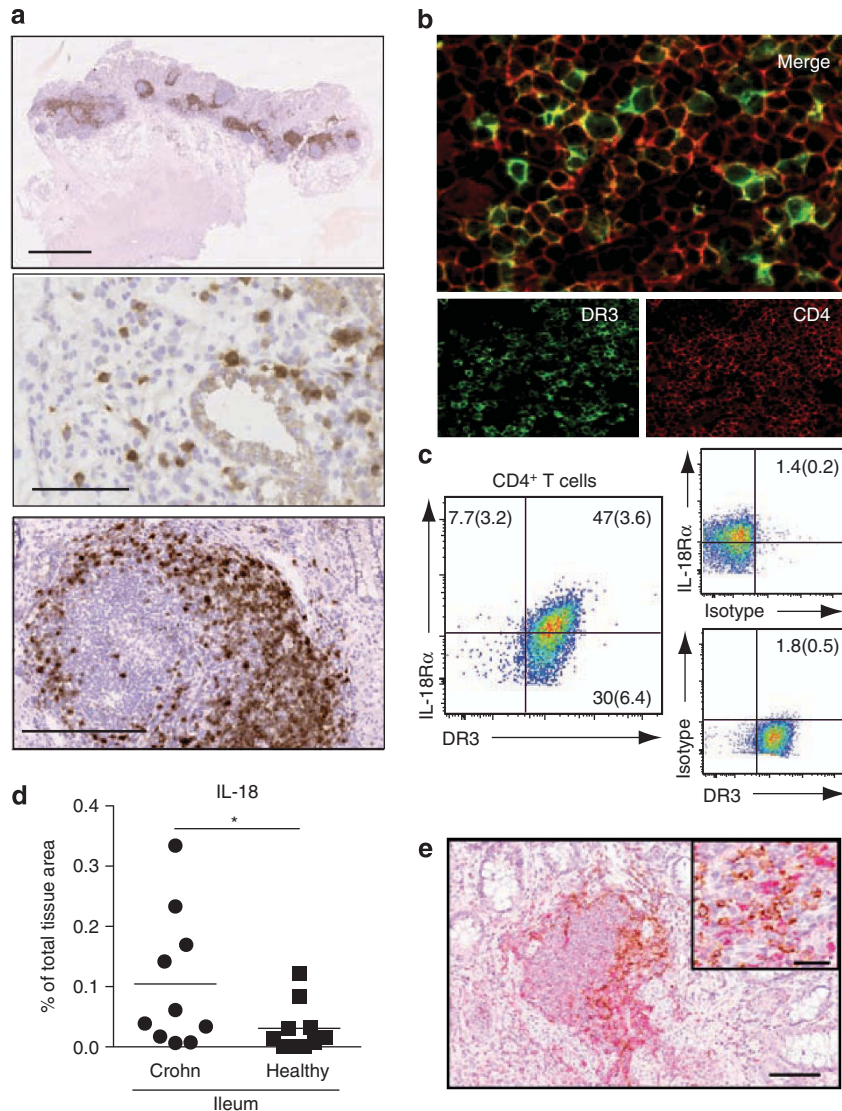 a
b
Merge
DR3
CD4
c
CD4+ T cells
7.7(3.2)
47(3.6)
30(6.4)
IL-18Rα
DR3
1.4(0.2)
IL-18Rα
Isotype
1.8(0.5)
Isotype
DR3
d
IL-18
*
% of total tissue area
0.4
0.3
0.2
0.1
0.0
Crohn
Healthy
Ileum
e